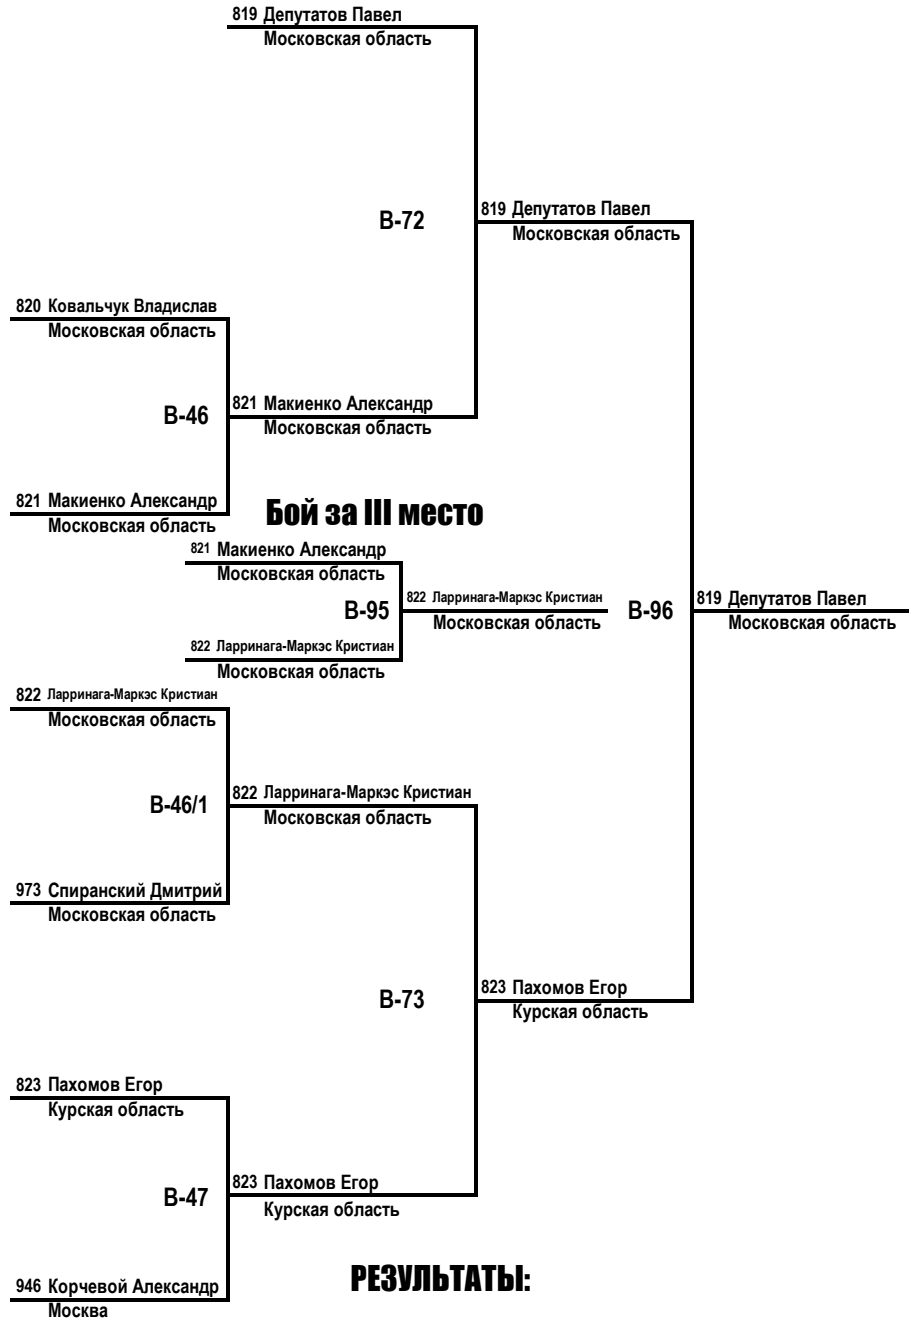 819 Депутатов Павел
Московская область
819 Депутатов Павел
В-72
Московская область
820 Ковальчук Владислав
Московская область
821 Макиенко Александр
В-46
Московская область
821 Макиенко Александр
Бой за III место
Московская область
821 Макиенко Александр
Московская область
822 Ларринага-Маркэс Кристиан
819 Депутатов Павел
В-95
В-96
Московская область
Московская область
822 Ларринага-Маркэс Кристиан
Московская область
822 Ларринага-Маркэс Кристиан
Московская область
822 Ларринага-Маркэс Кристиан
В-46/1
Московская область
973 Спиранский Дмитрий
Московская область
823 Пахомов Егор
В-73
Курская область
823 Пахомов Егор
Курская область
823 Пахомов Егор
В-47
Курская область
946 Корчевой Александр
РЕЗУЛЬТАТЫ:
Москва